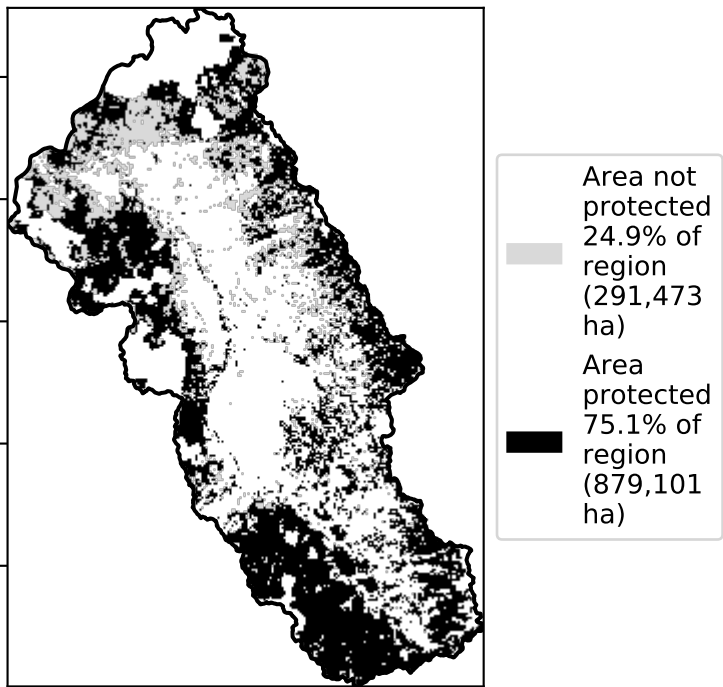 Area not
protected
24.9% of
region
(291,473
ha)
Area
protected
75.1% of
region
(879,101
ha)